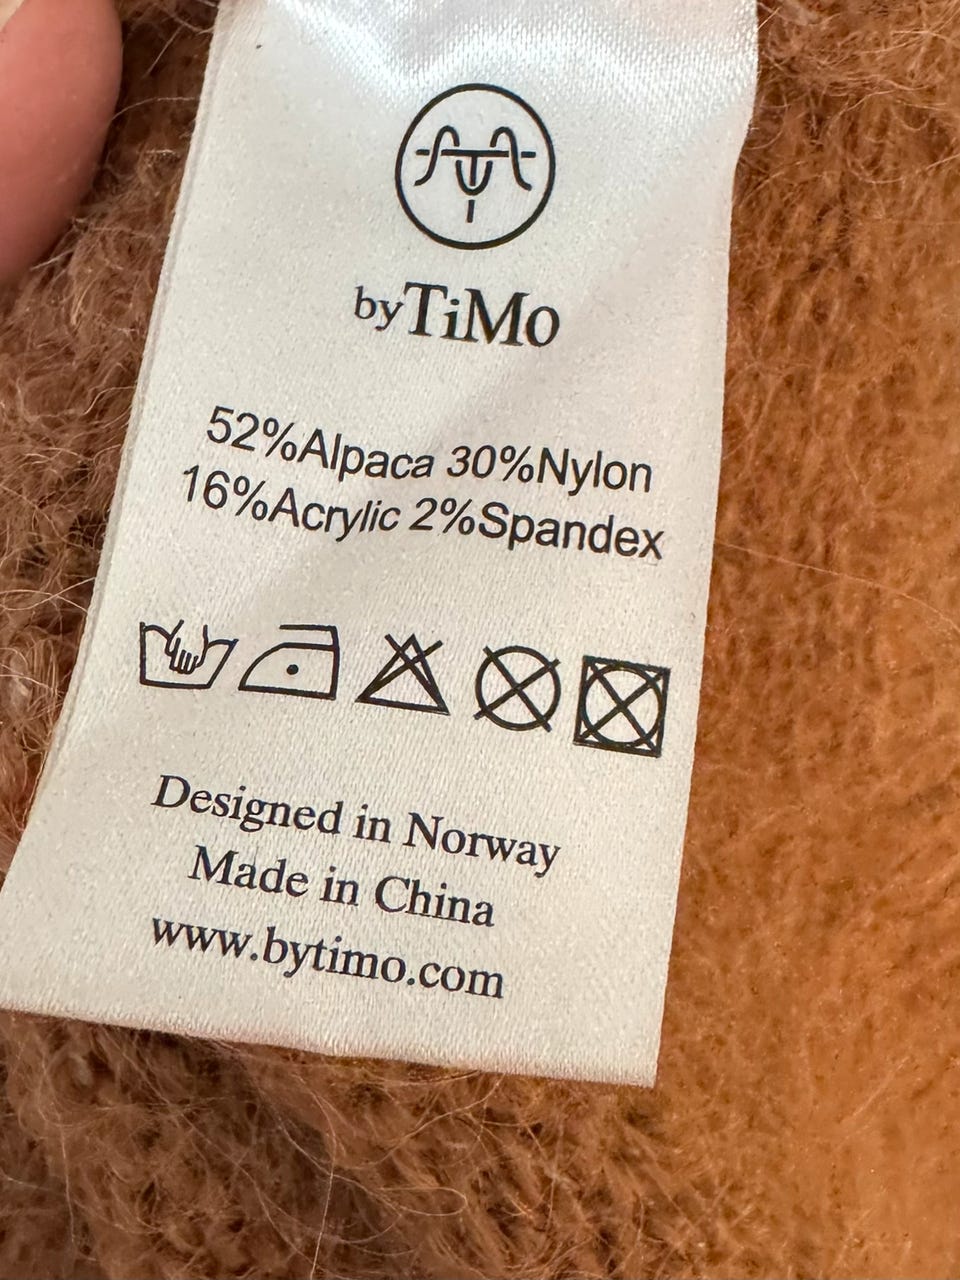 byTiMo
52%Alpaca 30%Nylon
16%Acrylic 2%Spandex
Designed in Norway
Made in China
www.bytimo.com